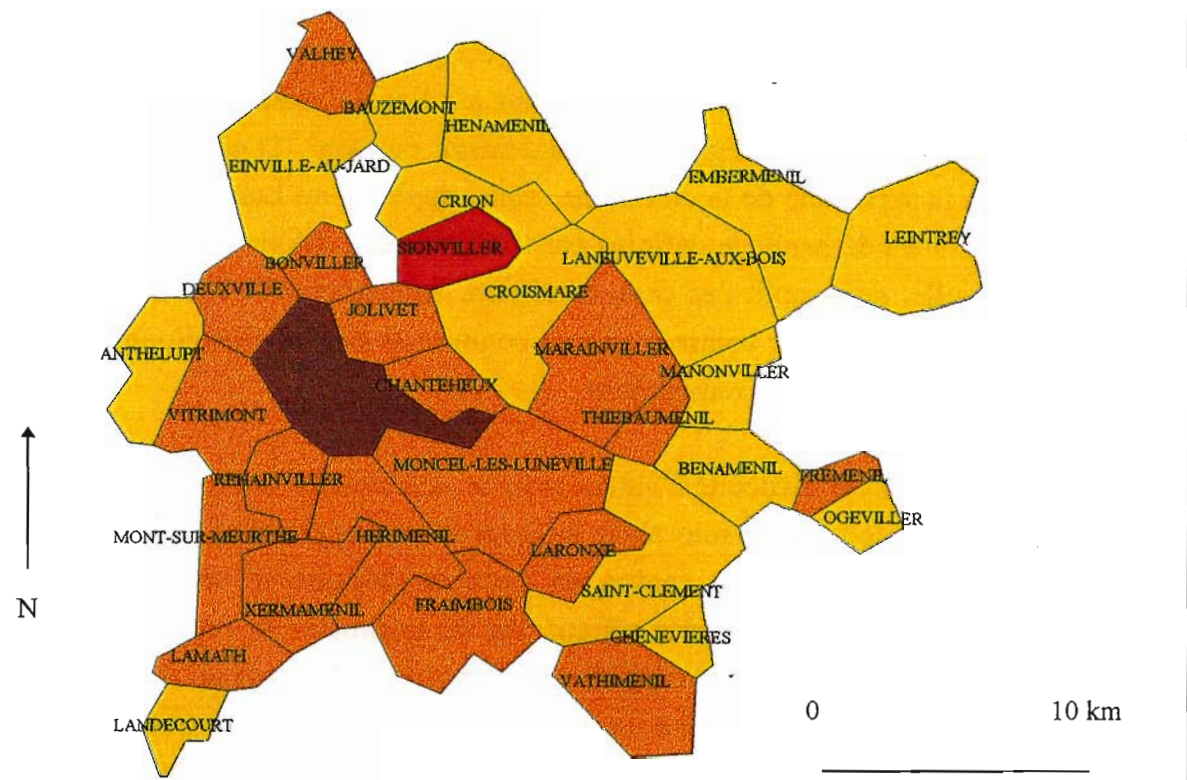 VALHEY
BAUZEMONT
HENAMENIL
EINVILLE-AU-JARD
EMBERMENIL
CRION
LEINTREY
SIONVILLER
LANEUVEVILLE-AUX-BOIS
BONVILLER
DEUXVILLE
CROISMARE
JOLIVET
ANTHELUPT
MARAINVILLER
MANONVILLER
CHANTEHEUX
VITRIMONT
THIEBAUMENIL
MONCEL-LES-LUNEVILLE
BENAMENIL
REHAINVILLER
FREMENIL
OGEVILLER
MONT-SUR-MEURTHE
HERIMENIL
LARONXE
SAINT-CLEMENT
N
XERMAMENIL
FRAIMBOIS
CHENEVIERES
LAMATH
VATHIMENIL
LANDECOURT
0 10 km